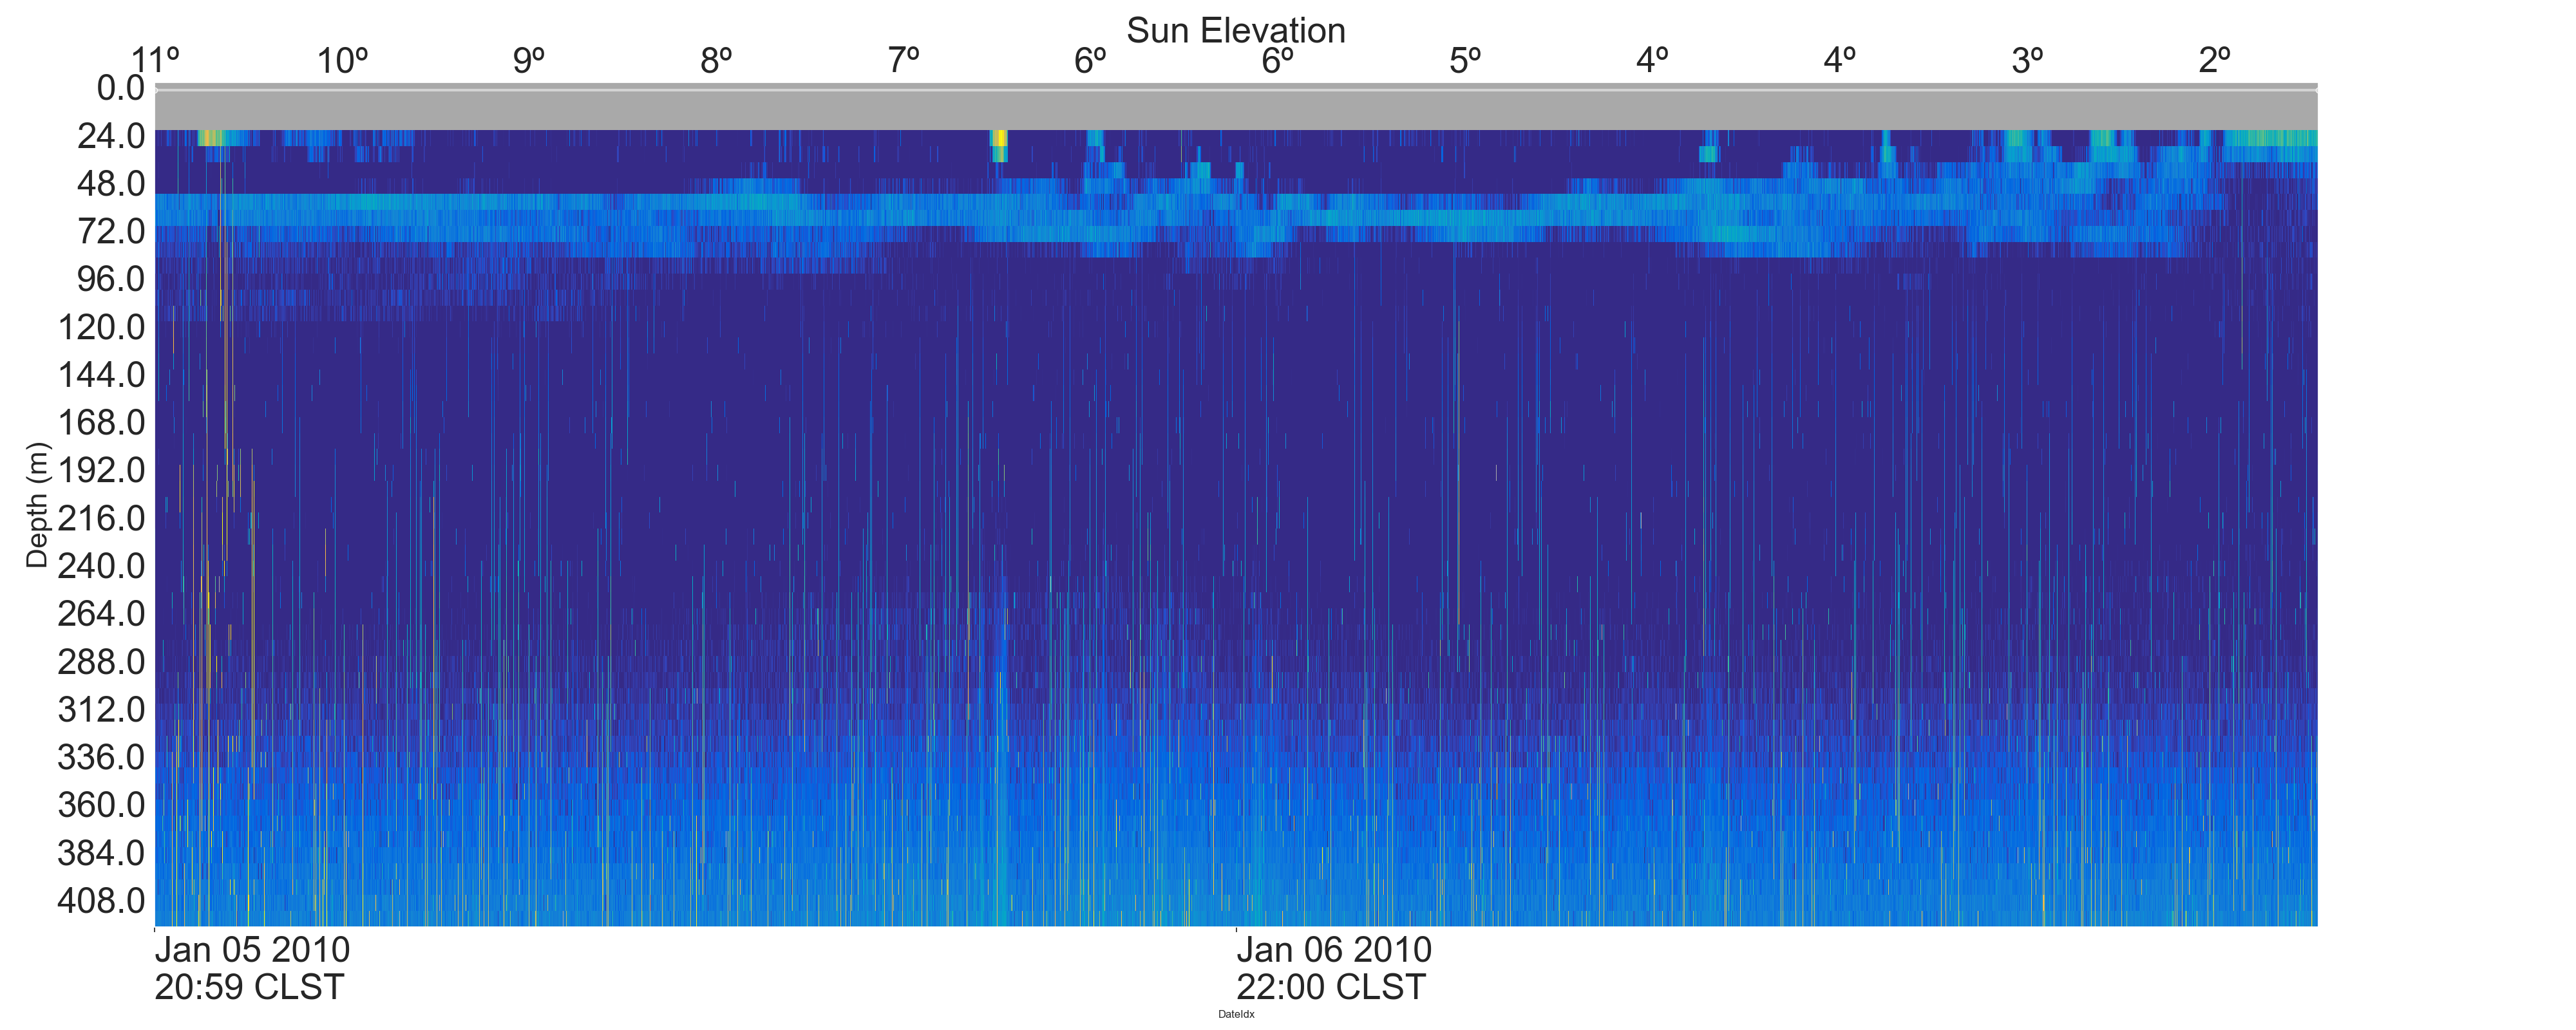 Sun Elevation
11º 10º 9º 8º 7º 6º 6º 5º 4º 4º 3º 2º
0.0
24.0
48.0
72.0
96.0
120.0
144.0
168.0
192.0
216.0
240.0
264.0
288.0
312.0
336.0
360.0
384.0
408.0
Depth (m)
Jan 05 2010
20:59 CLST
Jan 06 2010
22:00 CLST
DateIdx